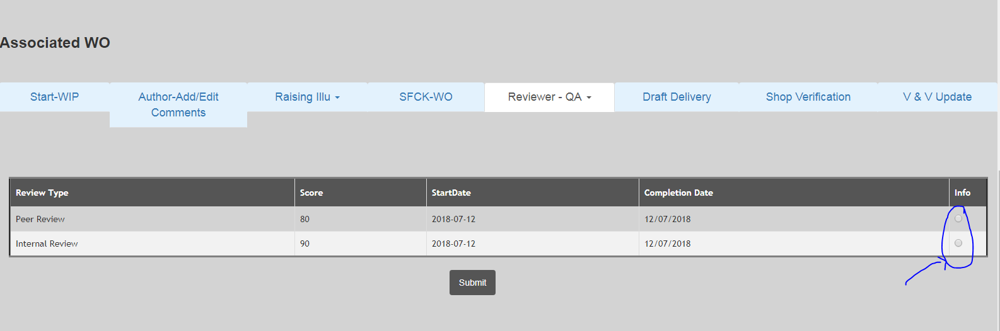 Associated WO
Start-WIP
Author-Add/Edit
Comments
Raising Illu
SFCK-WO
Reviewer - QA
Draft Delivery
Shop Verification
V & V Update
Review Type Score StartDate Completion Date Info
Peer Review 80 2018-07-12 12/07/2018
Internal Review 90 2018-07-12 12/07/2018
Submit